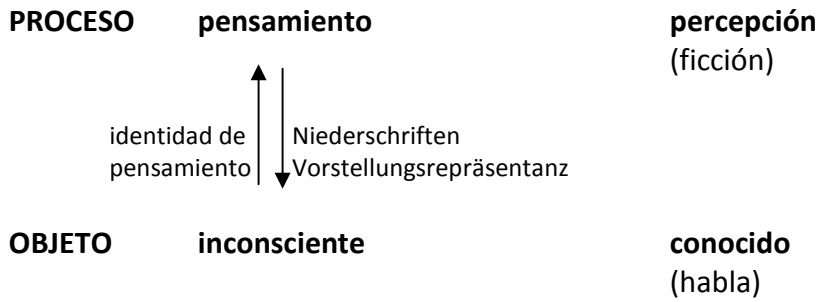 PROCESO pensamiento percepción
(ficción)
identidad de Niederschriften
pensamiento Vorstellungsrepräsentanz
OBJETO inconsciente conocido
(habla)